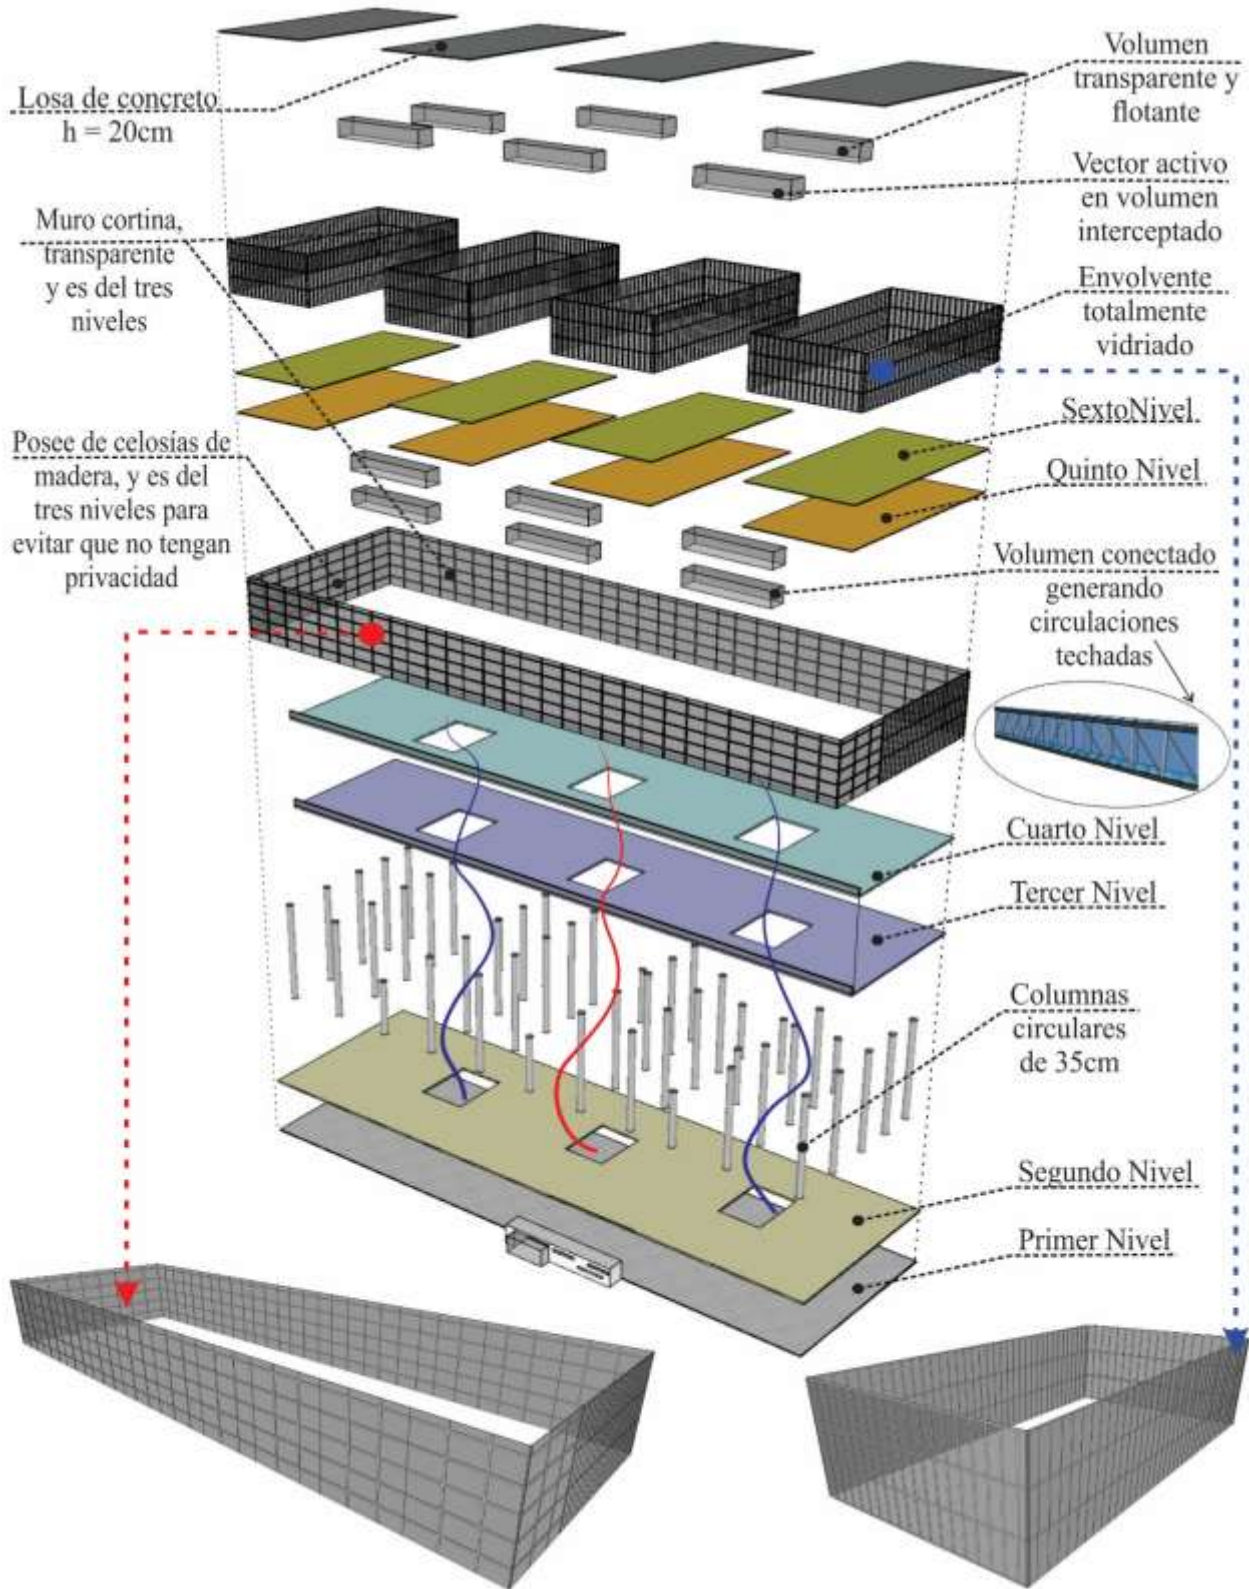 Losa de concreto
h = 20cm
Muro cortina,
transparente
y es del tres
niveles
Posee de celosías de
madera, y es del
tres niveles para
evitar que no tengan
privacidad
Volumen
transparente y
flotante
Vector activo
en volumen
interceptado
Envolvente
totalmente
vidriado
SextoNivel
Quinto Nivel
Volumen conectado
generando
circulaciones
techadas
Cuarto Nivel
Tercer Nivel
Columnas
circulares
de 35cm
Segundo Nivel
Primer Nivel